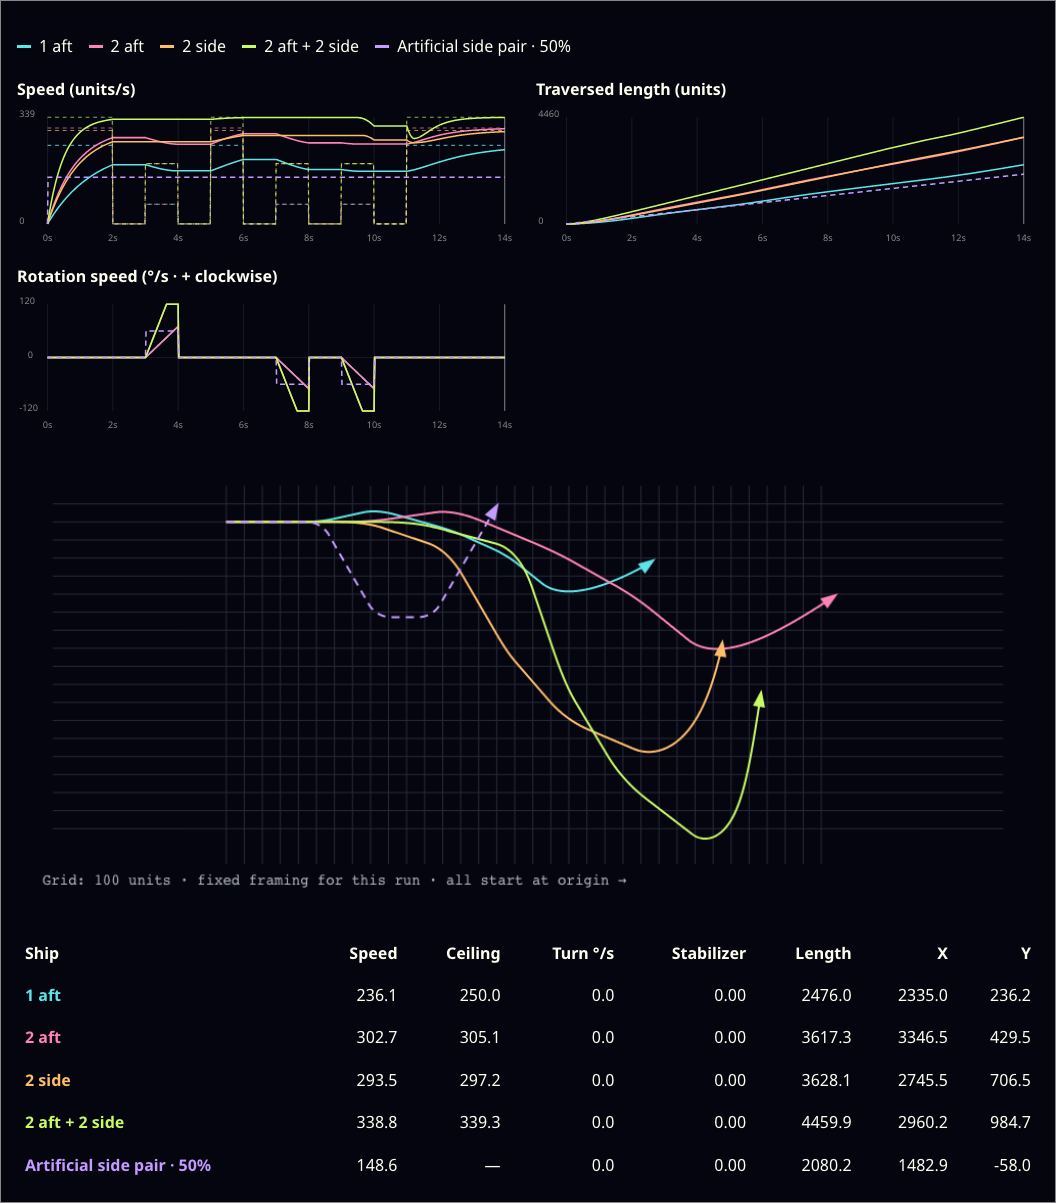 1 aft 2 aft 2 side 2 aft + 2 side Artificial side pair · 50%
Speed (units/s)
339
0
0s 2s 4s 6s 8s 10s 12s 14s
Traversed length (units)
4460
0
0s 2s 4s 6s 8s 10s 12s 14s
Rotation speed (°/s · + clockwise)
120
0
-120
0s 2s 4s 6s 8s 10s 12s 14s
Grid: 100 units · fixed framing for this run · all start at origin →
Ship Speed Ceiling Turn °/s Stabilizer Length X Y
1 aft 236.1 250.0 0.0 0.00 2476.0 2335.0 236.2
2 aft 302.7 305.1 0.0 0.00 3617.3 3346.5 429.5
2 side 293.5 297.2 0.0 0.00 3628.1 2745.5 706.5
2 aft + 2 side 338.8 339.3 0.0 0.00 4459.9 2960.2 984.7
Artificial side pair · 50% 148.6 — 0.0 0.00 2080.2 1482.9 -58.0